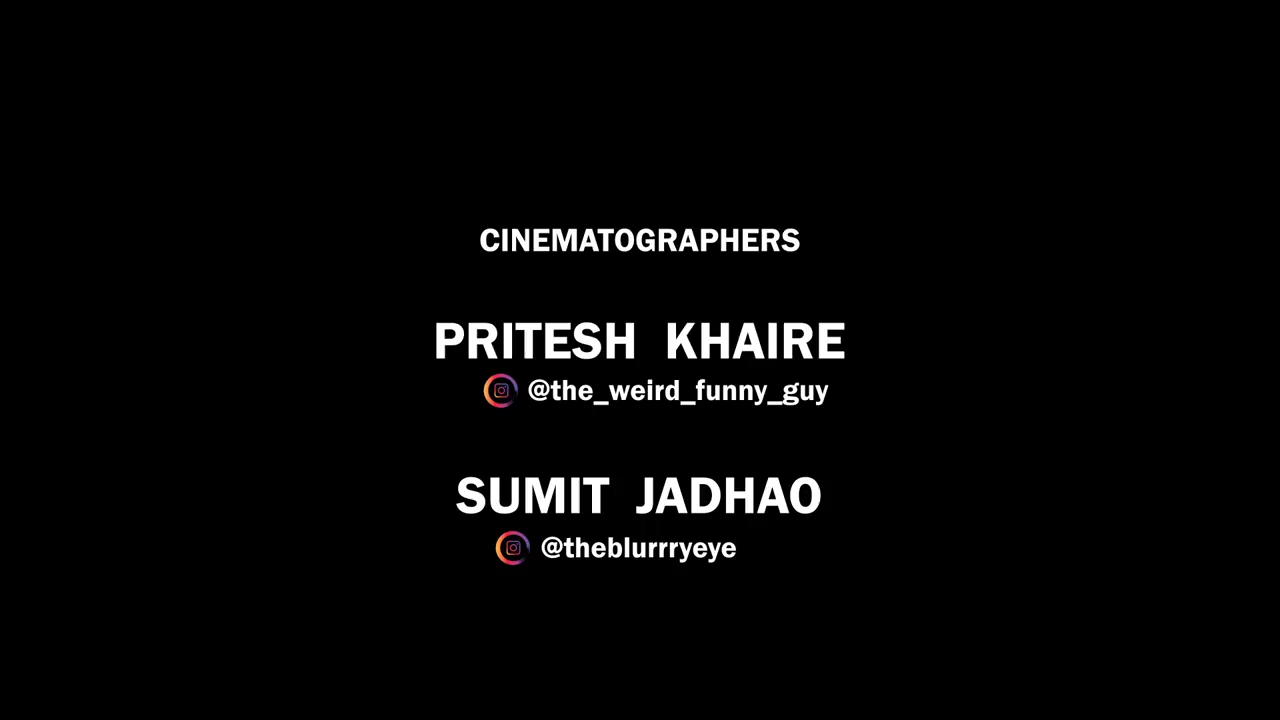 CINEMATOGRAPHERS
PRITESH KHAIRE
@the_weird_funny_guy
SUMIT JADHAO
@theblurrryeye